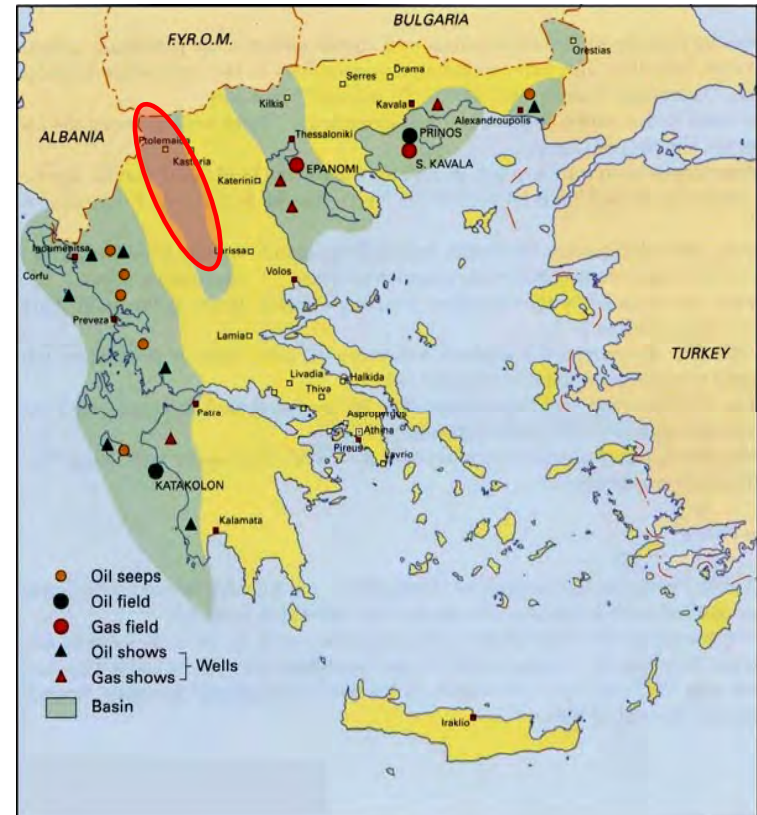 BULGARIA
F.Y.R.O.M.
Orestias
Drama
Serres
Kilkis
Kavala
Alexandroupolis
ALBANIA
Ptolemaida
Thessaloniki
PRINOS
Kastoria
EPANOMI
S. KAVALA
Katerini
Igoumenitsa
Larissa
Corfu
Volos
Preveza
Lamia
TURKEY
Livadia
Halkida
Thiva
Patra
Aspropyrgos
Athina
Pireus
Lavrio
KATAKOLON
Kalamata
Oil seeps
Oil field
Gas field
Oil shows
Wells
Gas shows
Basin
Iraklio